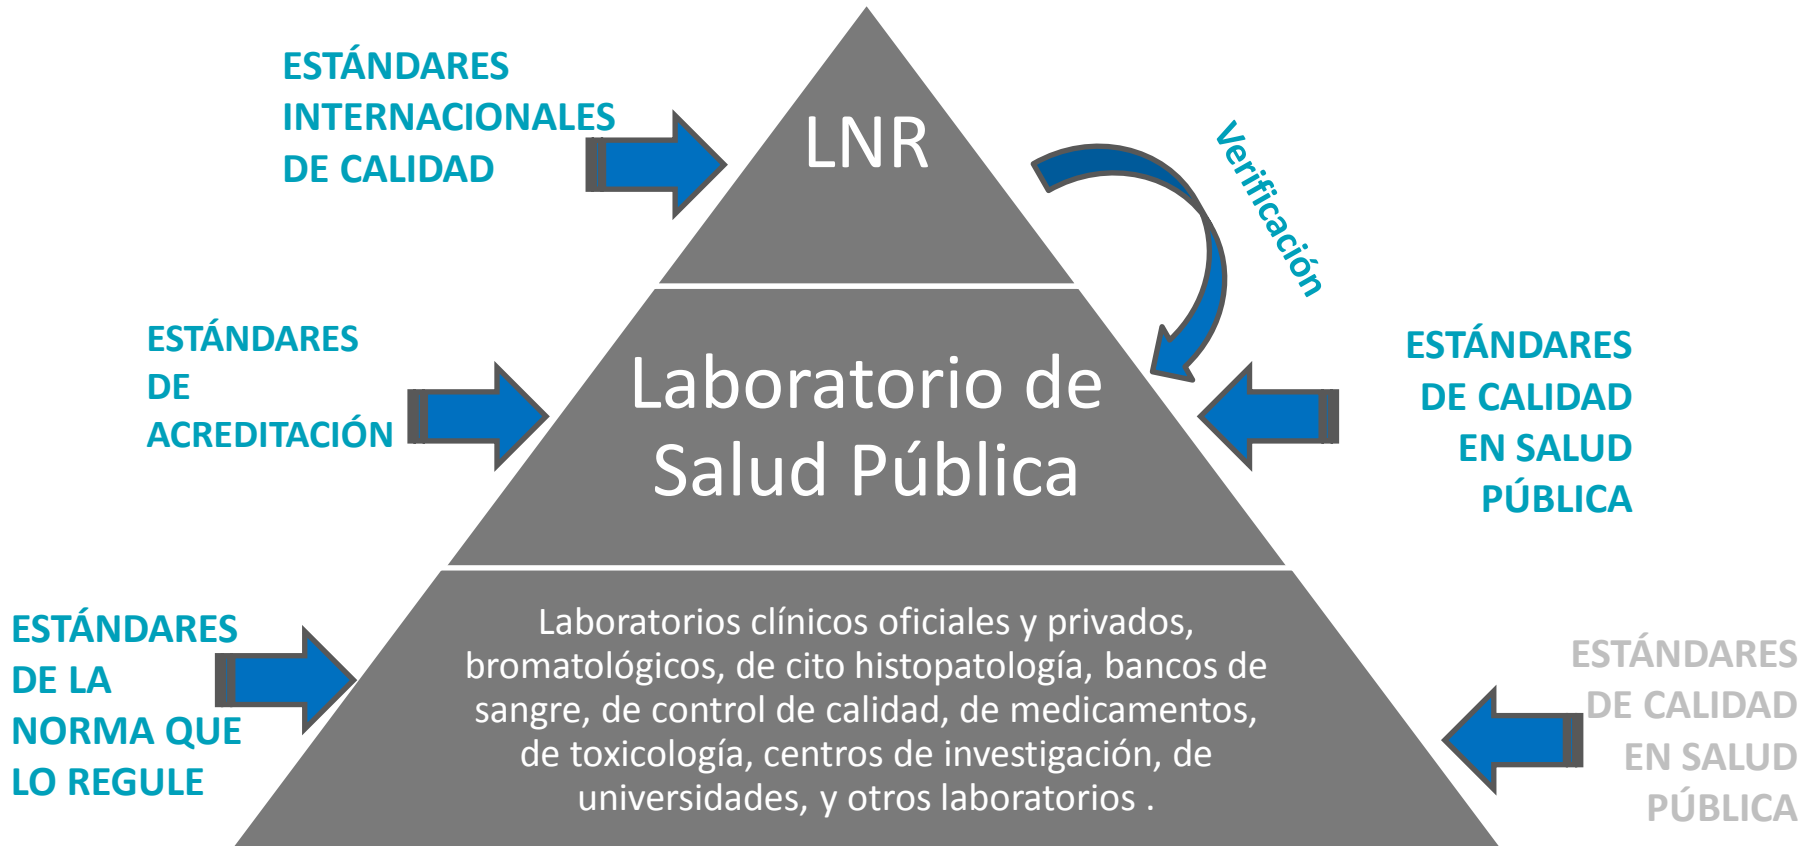 ESTÁNDARES
INTERNACIONALES
DE CALIDAD
LNR
Verificación
ESTÁNDARES
DE
ACREDITACIÓN
Laboratorio de
Salud Pública
ESTÁNDARES
DE CALIDAD
EN SALUD
PÚBLICA
ESTÁNDARES
DE LA
NORMA QUE
LO REGULE
Laboratorios clínicos oficiales y privados,
bromatológicos, de cito histopatología, bancos de
sangre, de control de calidad, de medicamentos,
de toxicología, centros de investigación, de
universidades, y otros laboratorios .
ESTÁNDARES
DE CALIDAD
EN SALUD
PÚBLICA